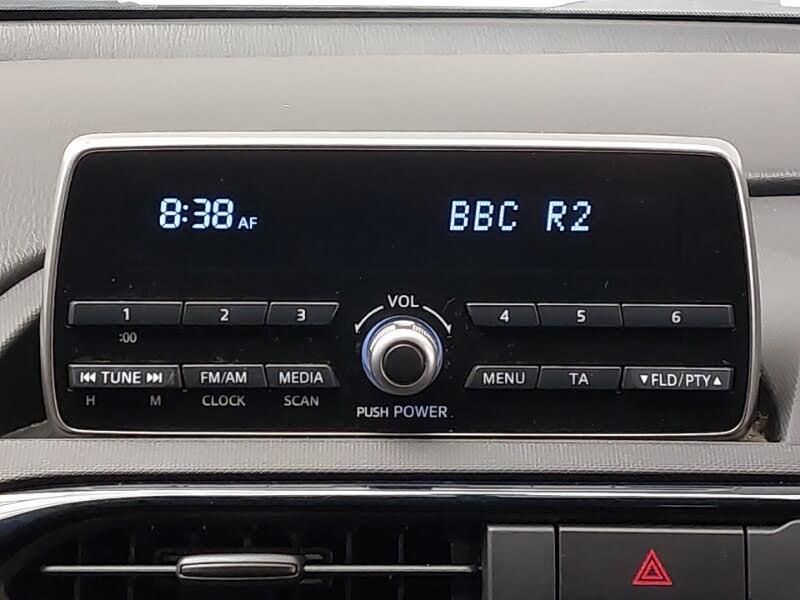 8:38 AF BBC R2
VOL
1 2 3 4 5 6
:00
⏮ TUNE ⏭ FM/AM MEDIA MENU TA ▼FLD/PTY▲
H M CLOCK SCAN
PUSH POWER